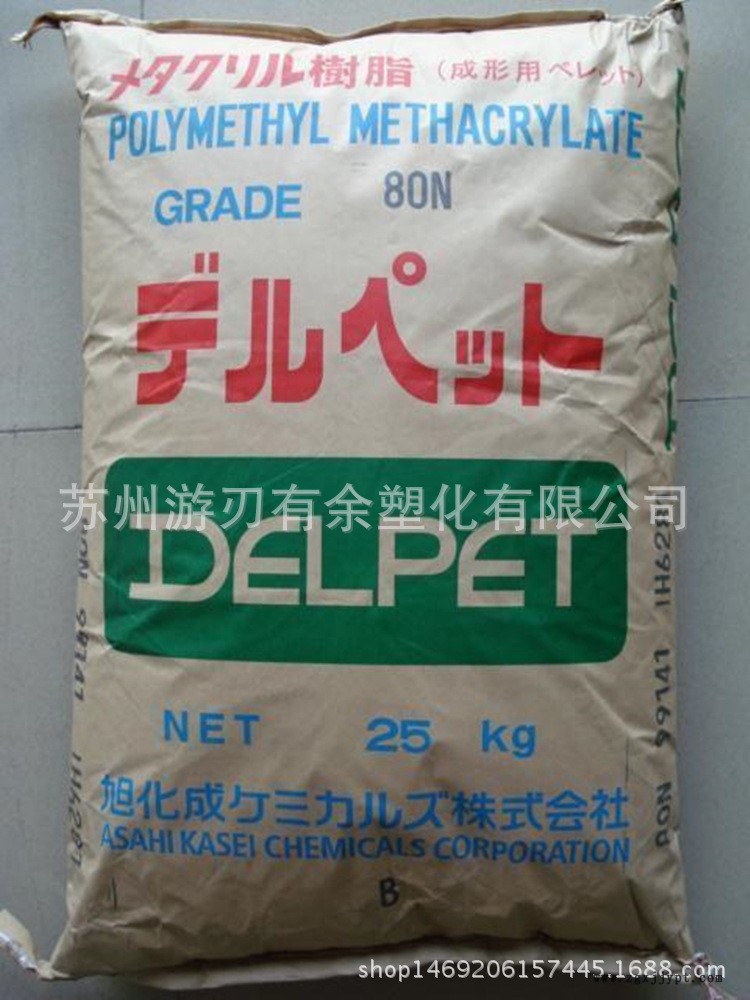 メタクリル樹脂（成形用ペレット）
POLYMETHYL METHACRYLATE
GRADE 80N
デルペット
苏州游刃有余塑化有限公司
DELPET
NET 25 kg
旭化成ケミカルズ株式会社
ASAHI KASEI CHEMICALS CORPORATION
B
99741
shop1469206157445.1688.com